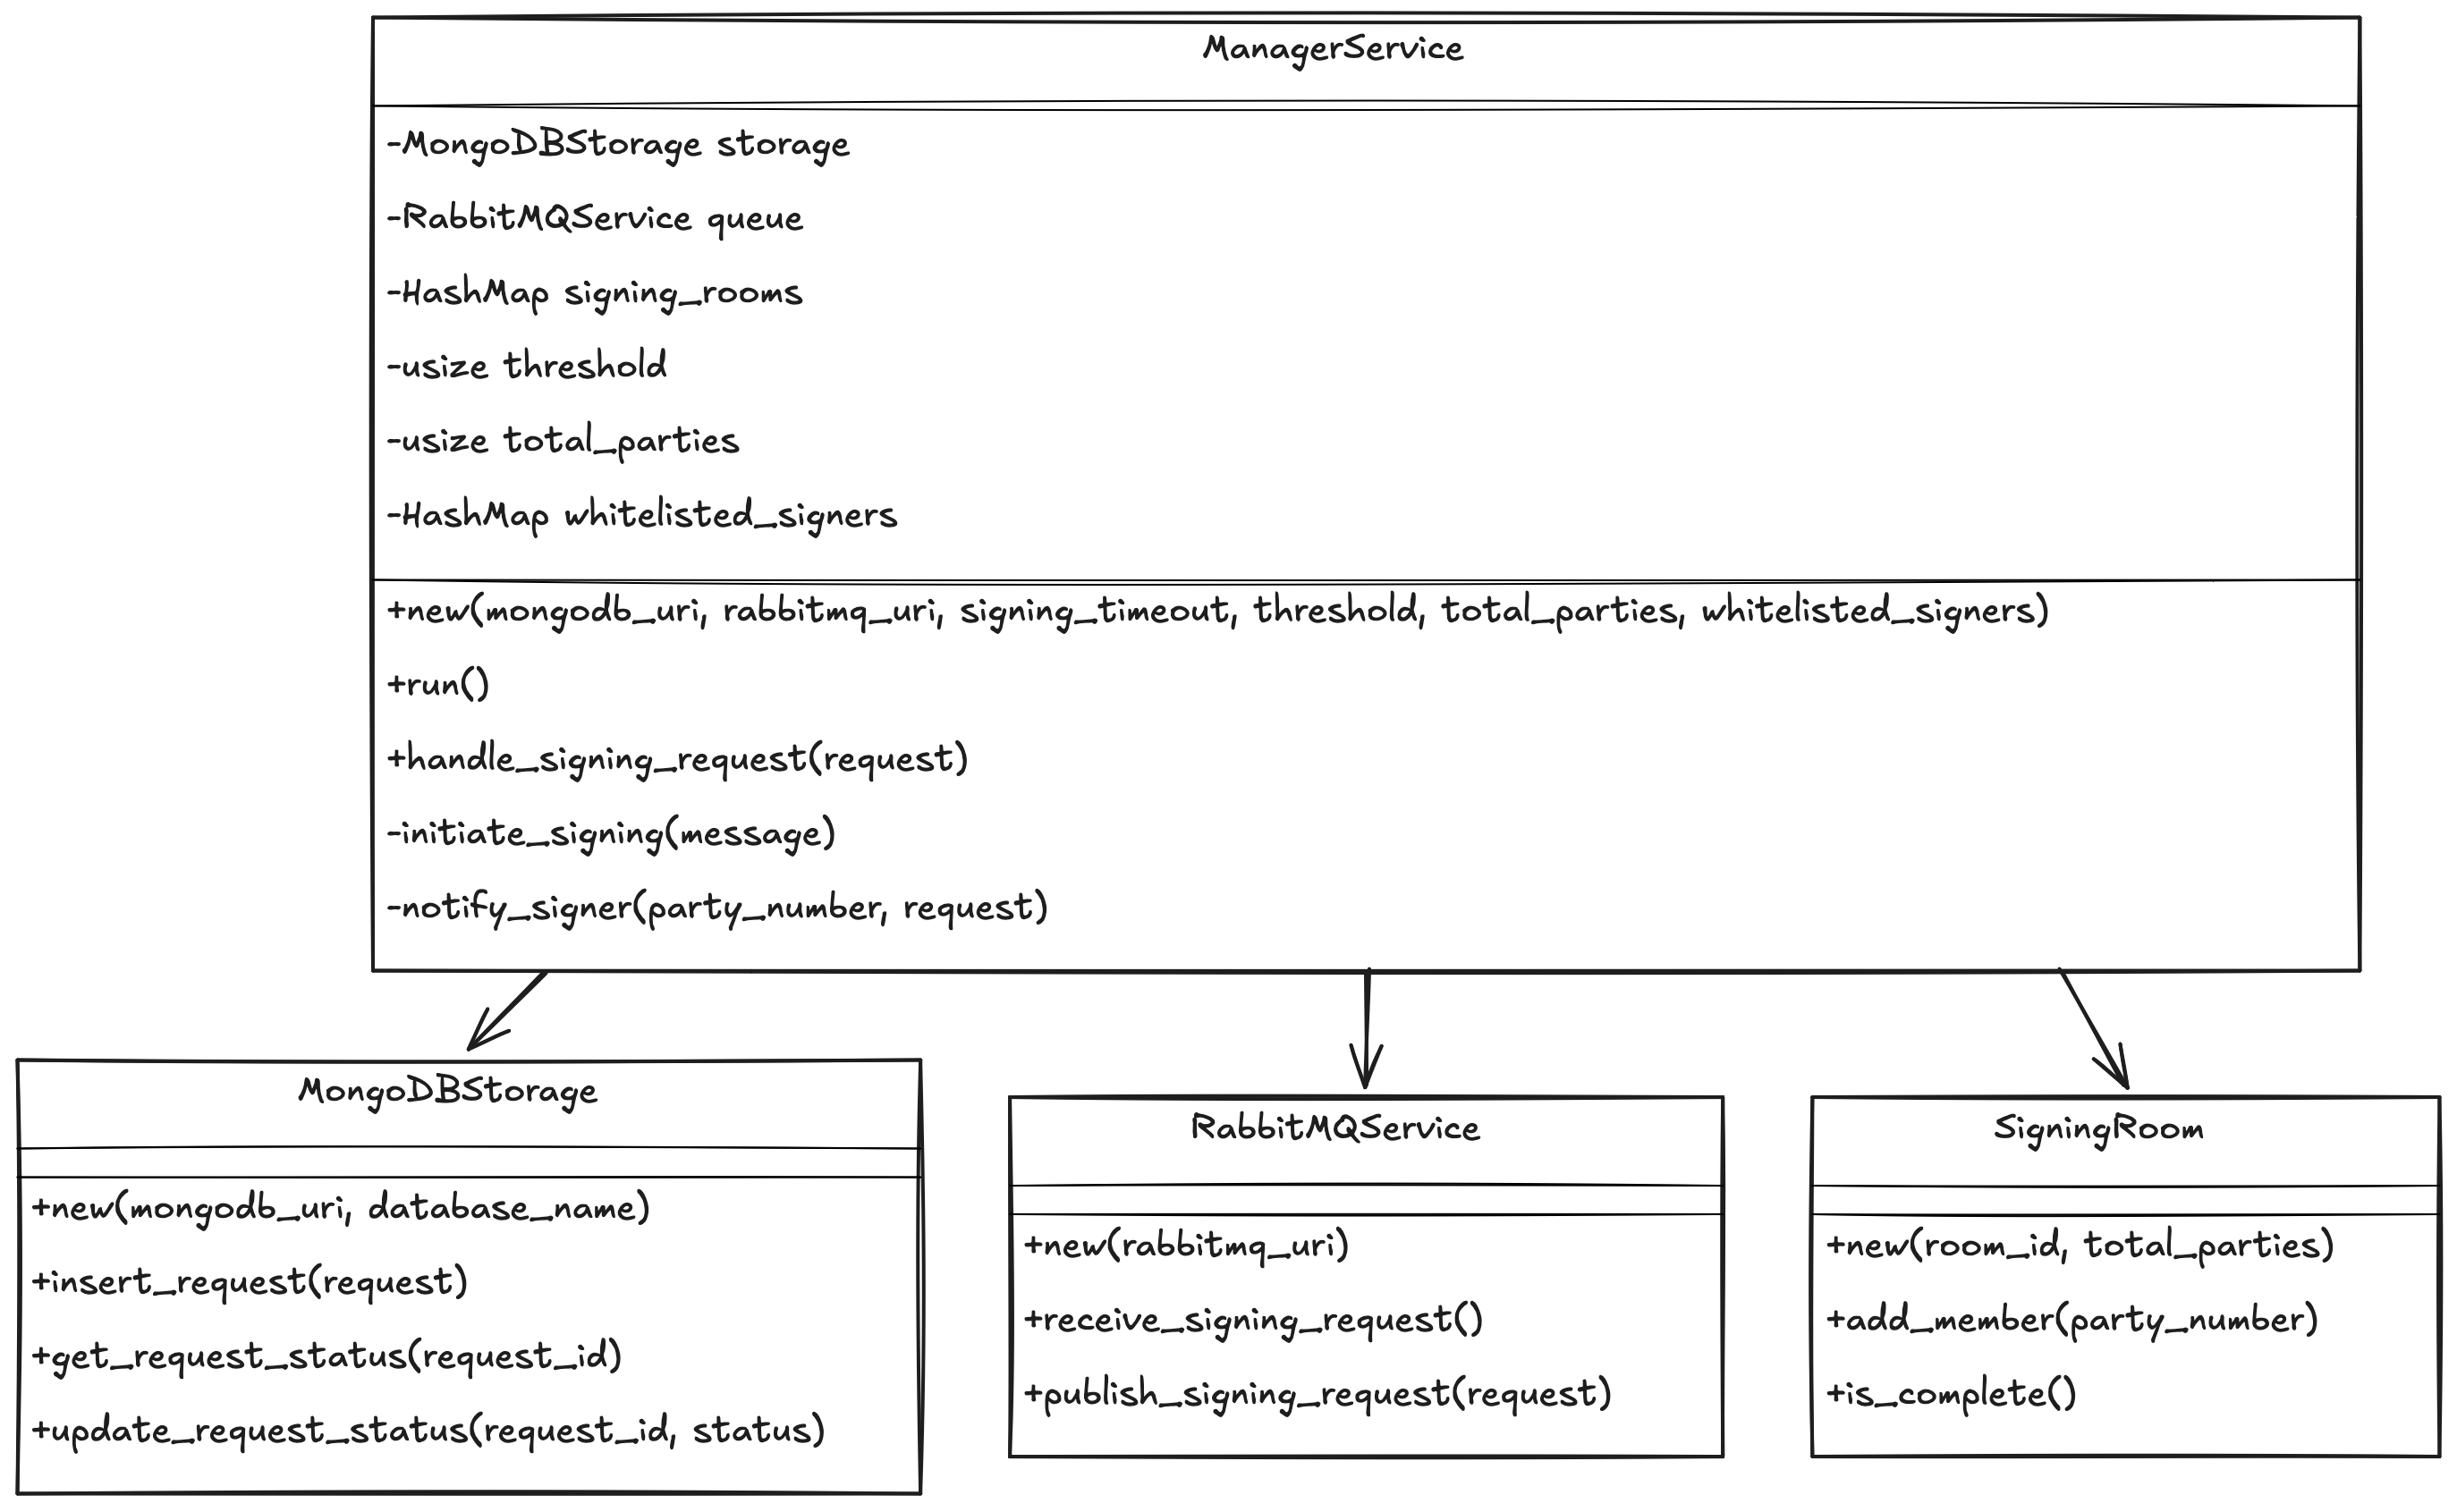 ManagerService
-MongoDBStorage storage
-RabbitMQService queue
-HashMap signing_rooms
-usize threshold
-usize total_parties
-HashMap whitelisted_signers
+new(mongodb_uri, rabbitmq_uri, signing_timeout, threshold, total_parties, whitelisted_signers)
+run()
+handle_signing_request(request)
-initiate_signing(message)
-notify_signer(party_number, request)
MongoDBStorage
+new(mongodb_uri, database_name)
+insert_request(request)
+get_request_status(request_id)
+update_request_status(request_id, status)
RabbitMQService
+new(rabbitmq_uri)
+receive_signing_request()
+publish_signing_request(request)
SigningRoom
+new(room_id, total_parties)
+add_member(party_number)
+is_complete()